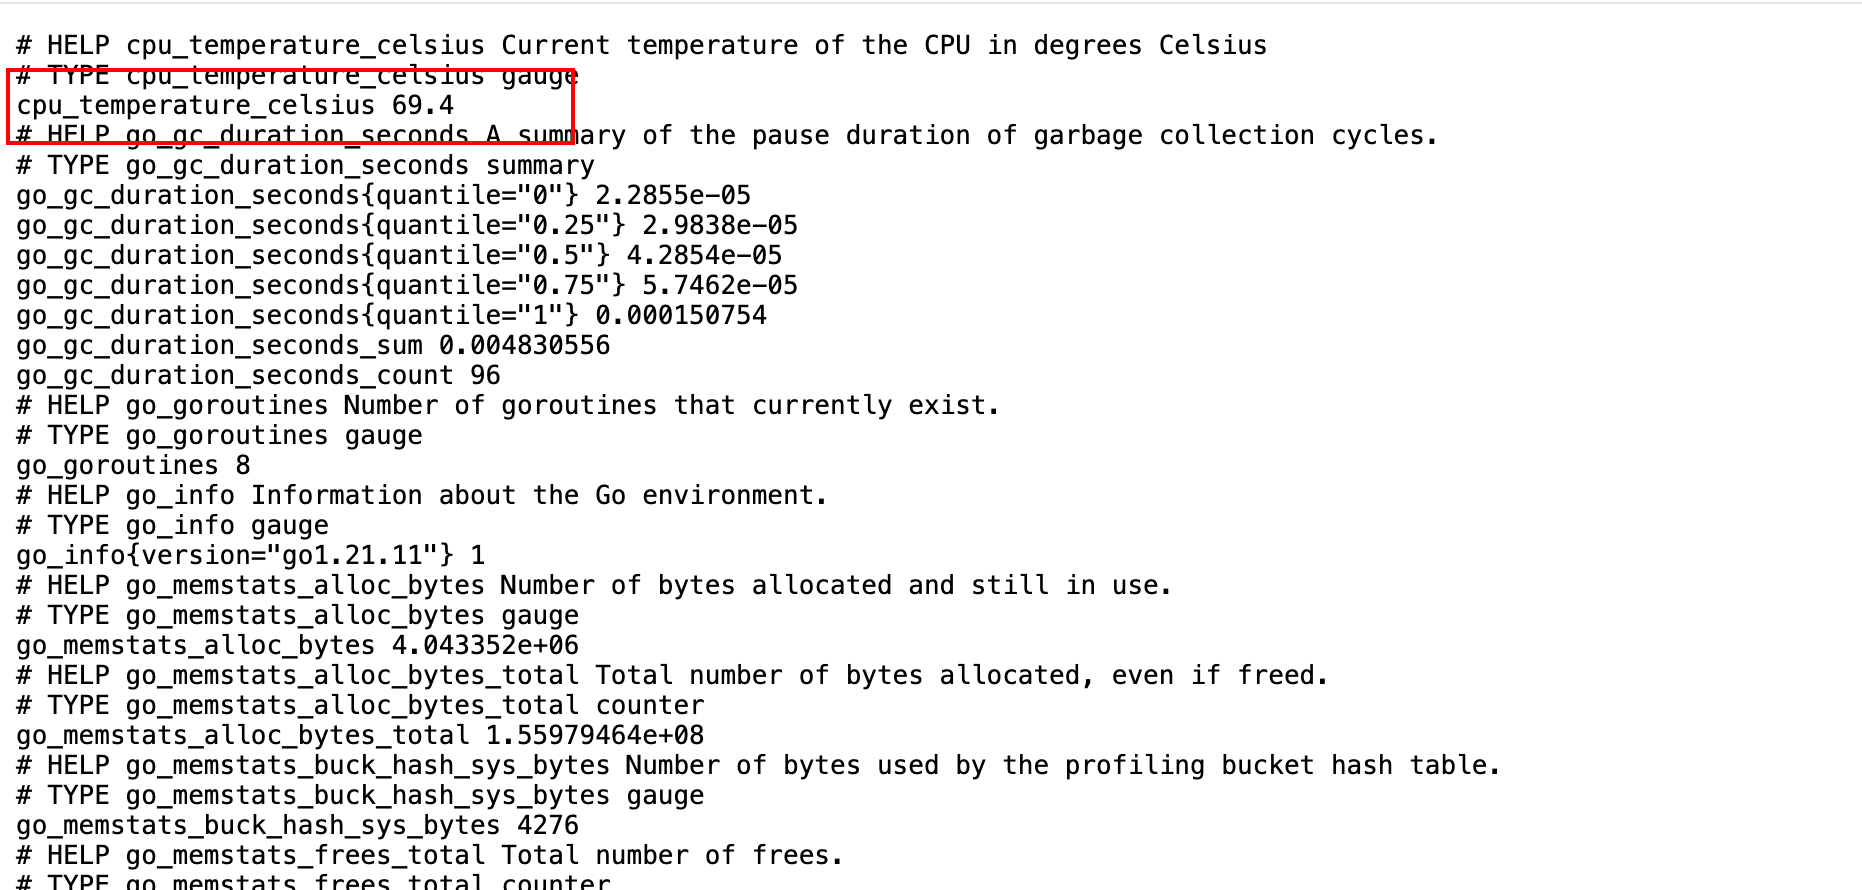 # HELP cpu_temperature_celsius Current temperature of the CPU in degrees Celsius
# TYPE cpu_temperature_celsius gauge
cpu_temperature_celsius 69.4
# HELP go_gc_duration_seconds A summary of the pause duration of garbage collection cycles.
# TYPE go_gc_duration_seconds summary
go_gc_duration_seconds{quantile="0"} 2.2855e-05
go_gc_duration_seconds{quantile="0.25"} 2.9838e-05
go_gc_duration_seconds{quantile="0.5"} 4.2854e-05
go_gc_duration_seconds{quantile="0.75"} 5.7462e-05
go_gc_duration_seconds{quantile="1"} 0.000150754
go_gc_duration_seconds_sum 0.004830556
go_gc_duration_seconds_count 96
# HELP go_goroutines Number of goroutines that currently exist.
# TYPE go_goroutines gauge
go_goroutines 8
# HELP go_info Information about the Go environment.
# TYPE go_info gauge
go_info{version="go1.21.11"} 1
# HELP go_memstats_alloc_bytes Number of bytes allocated and still in use.
# TYPE go_memstats_alloc_bytes gauge
go_memstats_alloc_bytes 4.043352e+06
# HELP go_memstats_alloc_bytes_total Total number of bytes allocated, even if freed.
# TYPE go_memstats_alloc_bytes_total counter
go_memstats_alloc_bytes_total 1.55979464e+08
# HELP go_memstats_buck_hash_sys_bytes Number of bytes used by the profiling bucket hash table.
# TYPE go_memstats_buck_hash_sys_bytes gauge
go_memstats_buck_hash_sys_bytes 4276
# HELP go_memstats_frees_total Total number of frees.
# TYPE go_memstats_frees_total counter